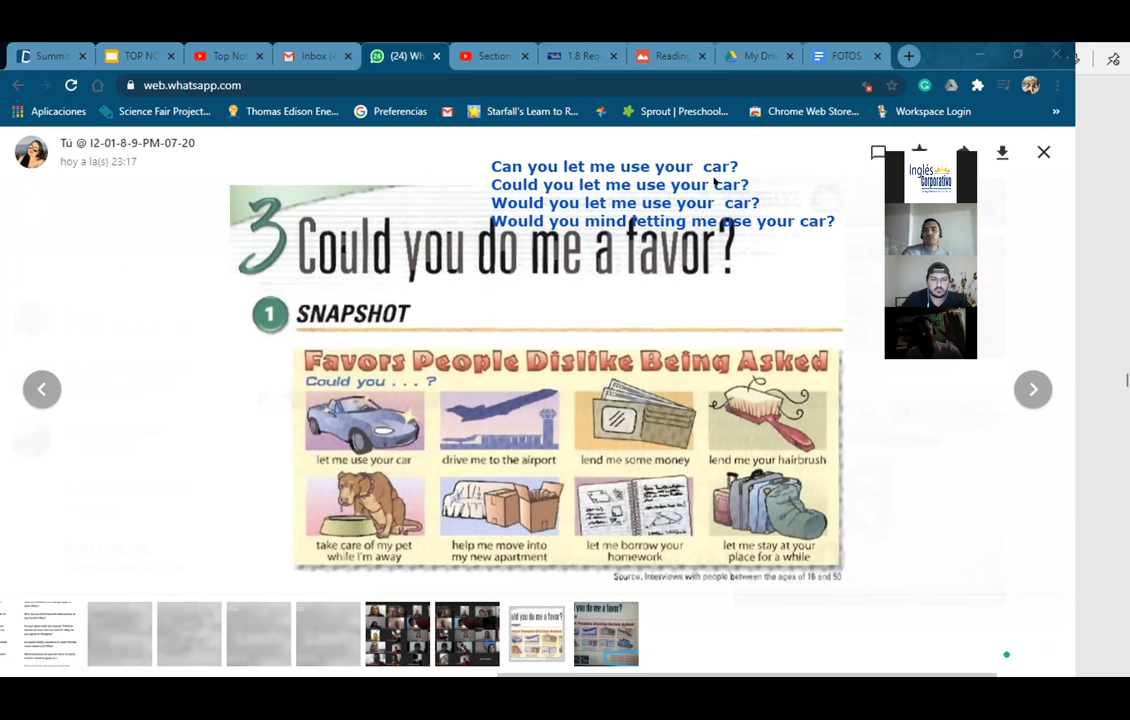 Summit
TOP NO
Top Not
Inbox (
(24) Wh
Section
1.8 Req
Reading
My Driv
FOTOS
web.whatsapp.com
Aplicaciones
Science Fair Project...
Thomas Edison Ene...
Preferencias
Starfall's Learn to R...
Sprout | Preschool...
Chrome Web Store...
Workspace Login
»
Tú @ I2-01-8-9-PM-07-20
hoy a la(s) 23:17
Inglés
Corporativo
Can you let me use your car?
Could you let me use your car?
Would you let me use your car?
Would you mind letting me use your car?
3 Could you do me a favor?
1 SNAPSHOT
Favors People Dislike Being Asked
Could you . . . ?
let me use your car
drive me to the airport
lend me some money
lend me your hairbrush
take care of my pet
while I'm away
help me move into
my new apartment
let me borrow your
homework
let me stay at your
place for a while
Source: Interviews with people between the ages of 16 and 50